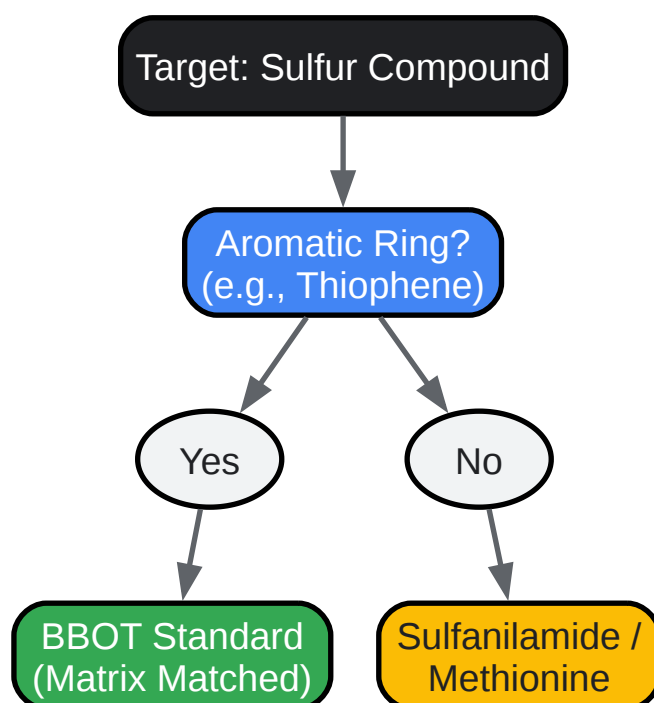 Target: Sulfur Compound
Aromatic Ring?
(e.g., Thiophene)
Yes
No
BBOT Standard
(Matrix Matched)
Sulfanilamide /
Methionine